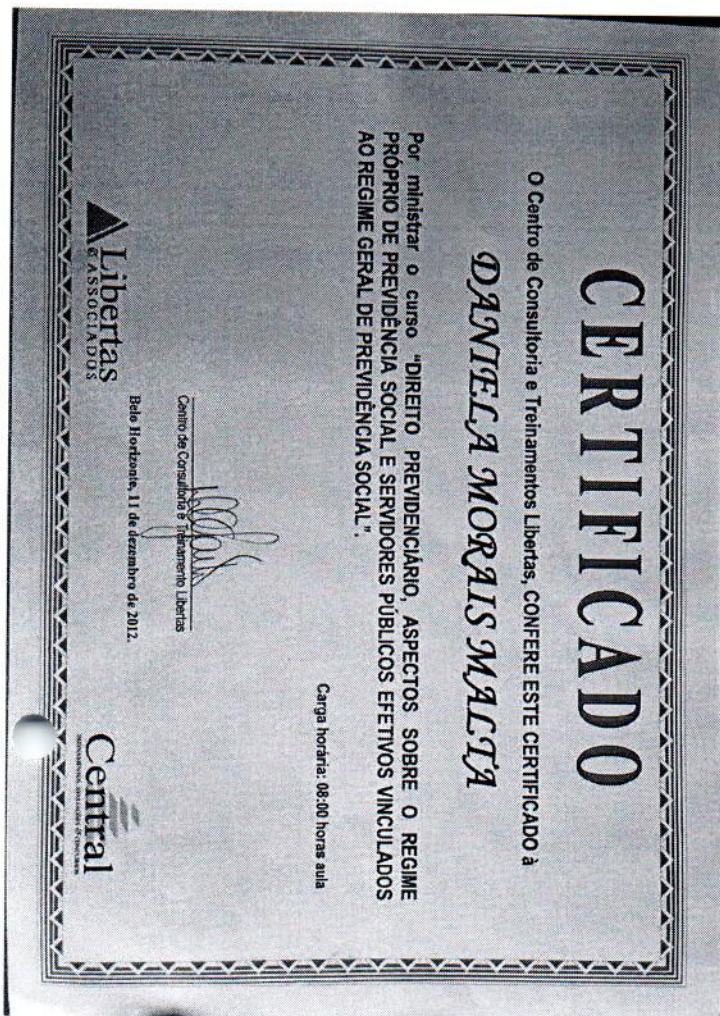 CERTIFICADO
O Centro de Consultoria e Treinamentos Libertas, CONFERE ESTE CERTIFICADO à
DANIELA MORAIS MALTA
Por ministrar o curso “DIREITO PREVIDENCIÁRIO, ASPECTOS SOBRE O REGIME
PRÓPRIO DE PREVIDÊNCIA SOCIAL E SERVIDORES PÚBLICOS EFETIVOS VINCULADOS
AO REGIME GERAL DE PREVIDÊNCIA SOCIAL”.
Carga horária: 08:00 horas aula
Centro de Consultoria e Treinamento Libertas
Belo Horizonte, 11 de dezembro de 2012.
Libertas
& ASSOCIADOS
Central